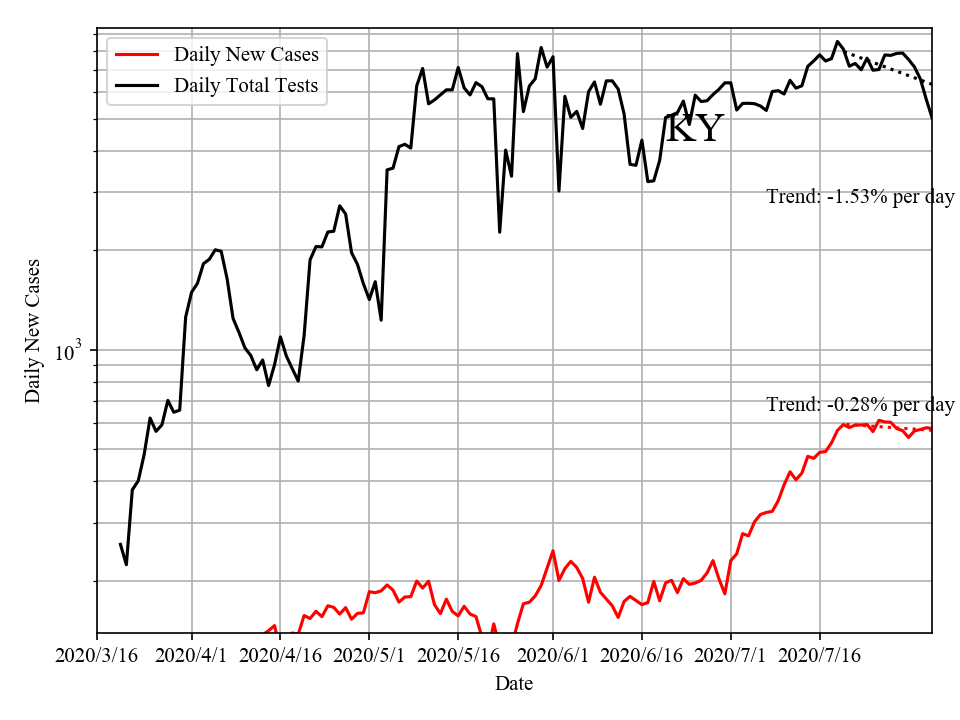 Daily New Cases
Daily Total Tests
KY
Trend: -1.53% per day
Daily New Cases
10³
Trend: -0.28% per day
2020/3/16 2020/4/1 2020/4/16 2020/5/1 2020/5/16 2020/6/1 2020/6/16 2020/7/1 2020/7/16
Date